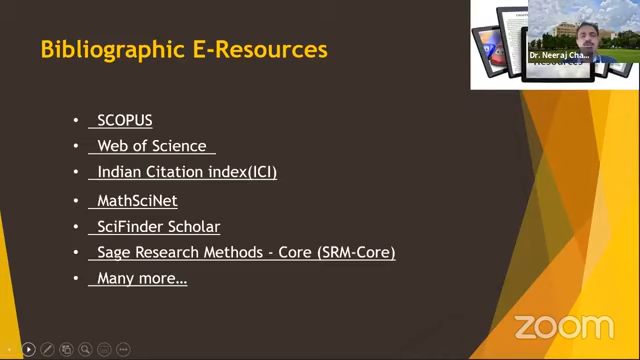 Bibliographic E-Resources
Resources
Dr. Neeraj Cha...
• SCOPUS
• Web of Science
• Indian Citation index(ICI)
• MathSciNet
• SciFinder Scholar
• Sage Research Methods - Core (SRM-Core)
• Many more…
zoom